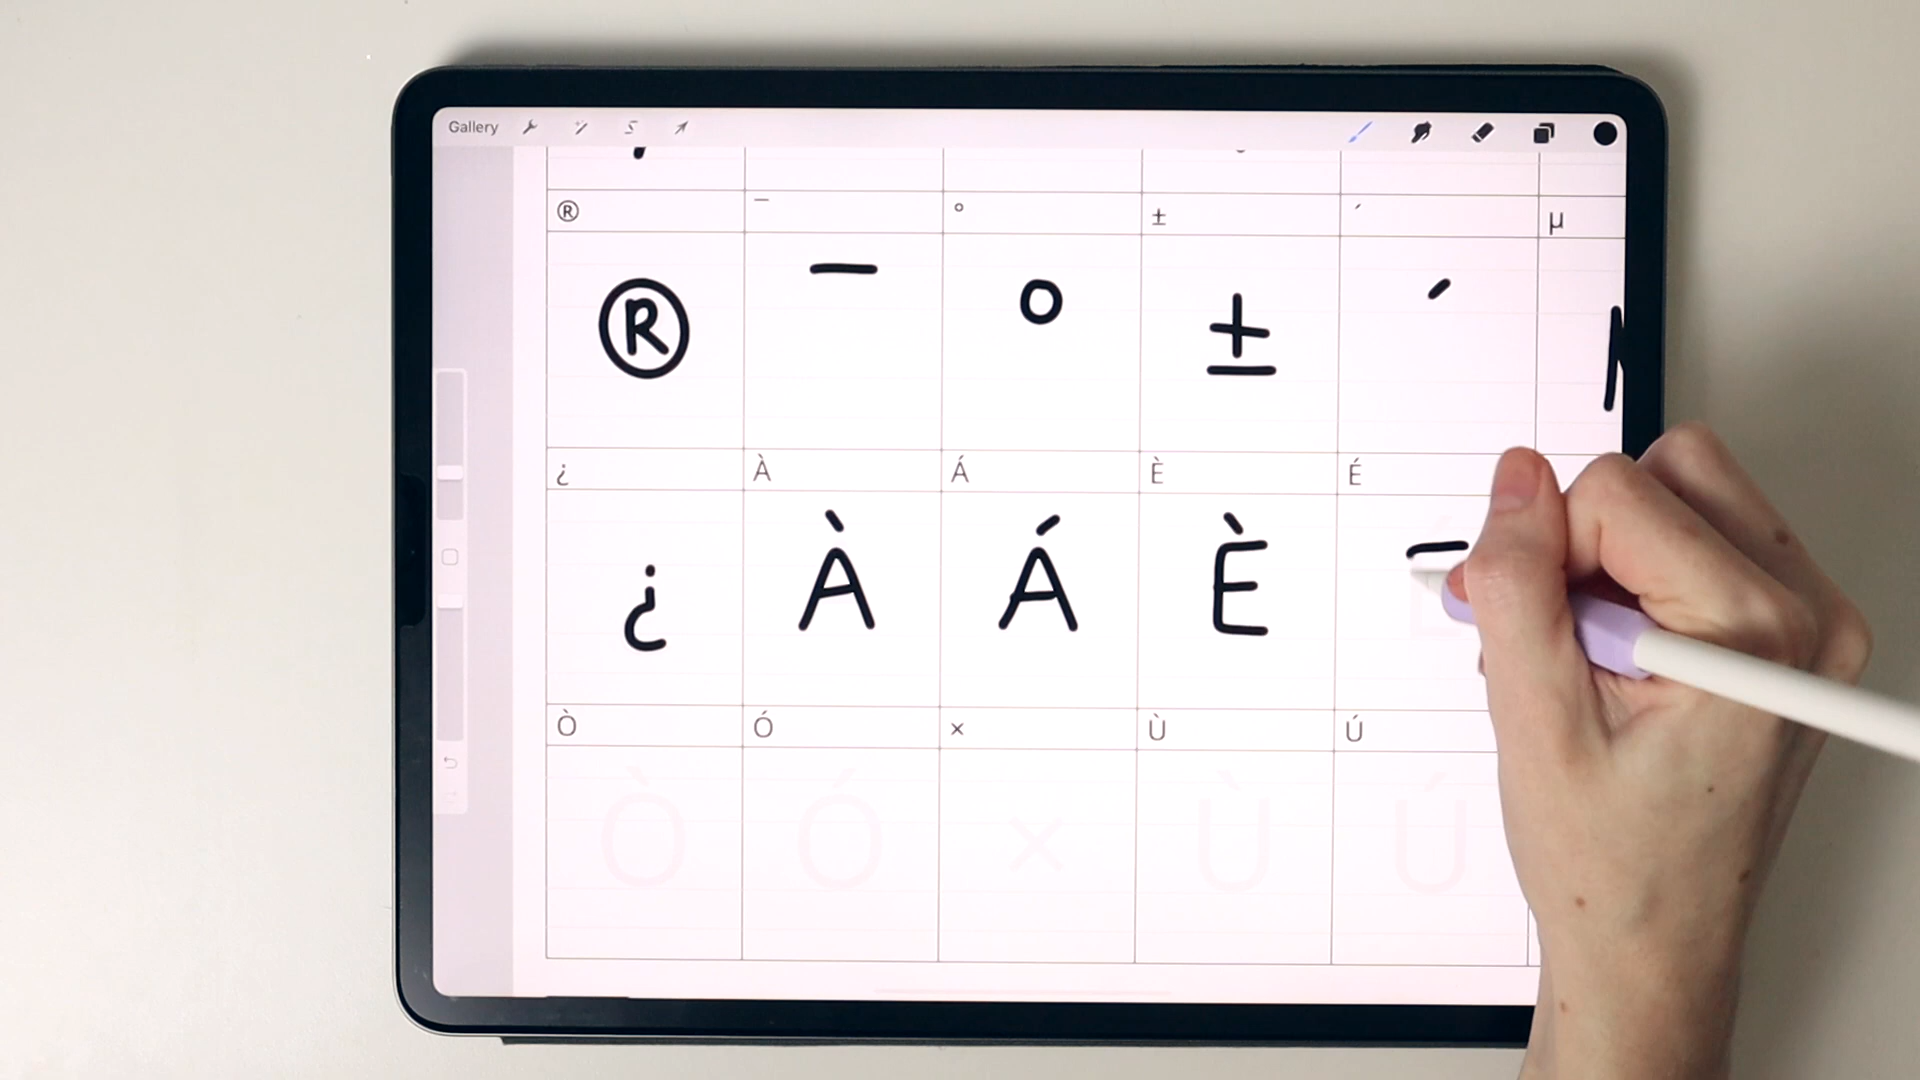 Gallery
® ¯ ° ± ´ µ
® ¯ ° ± ´
¿ À Á È É
¿ À Á È
Ò Ó × Ù Ú
Ò Ó × Ù Ú